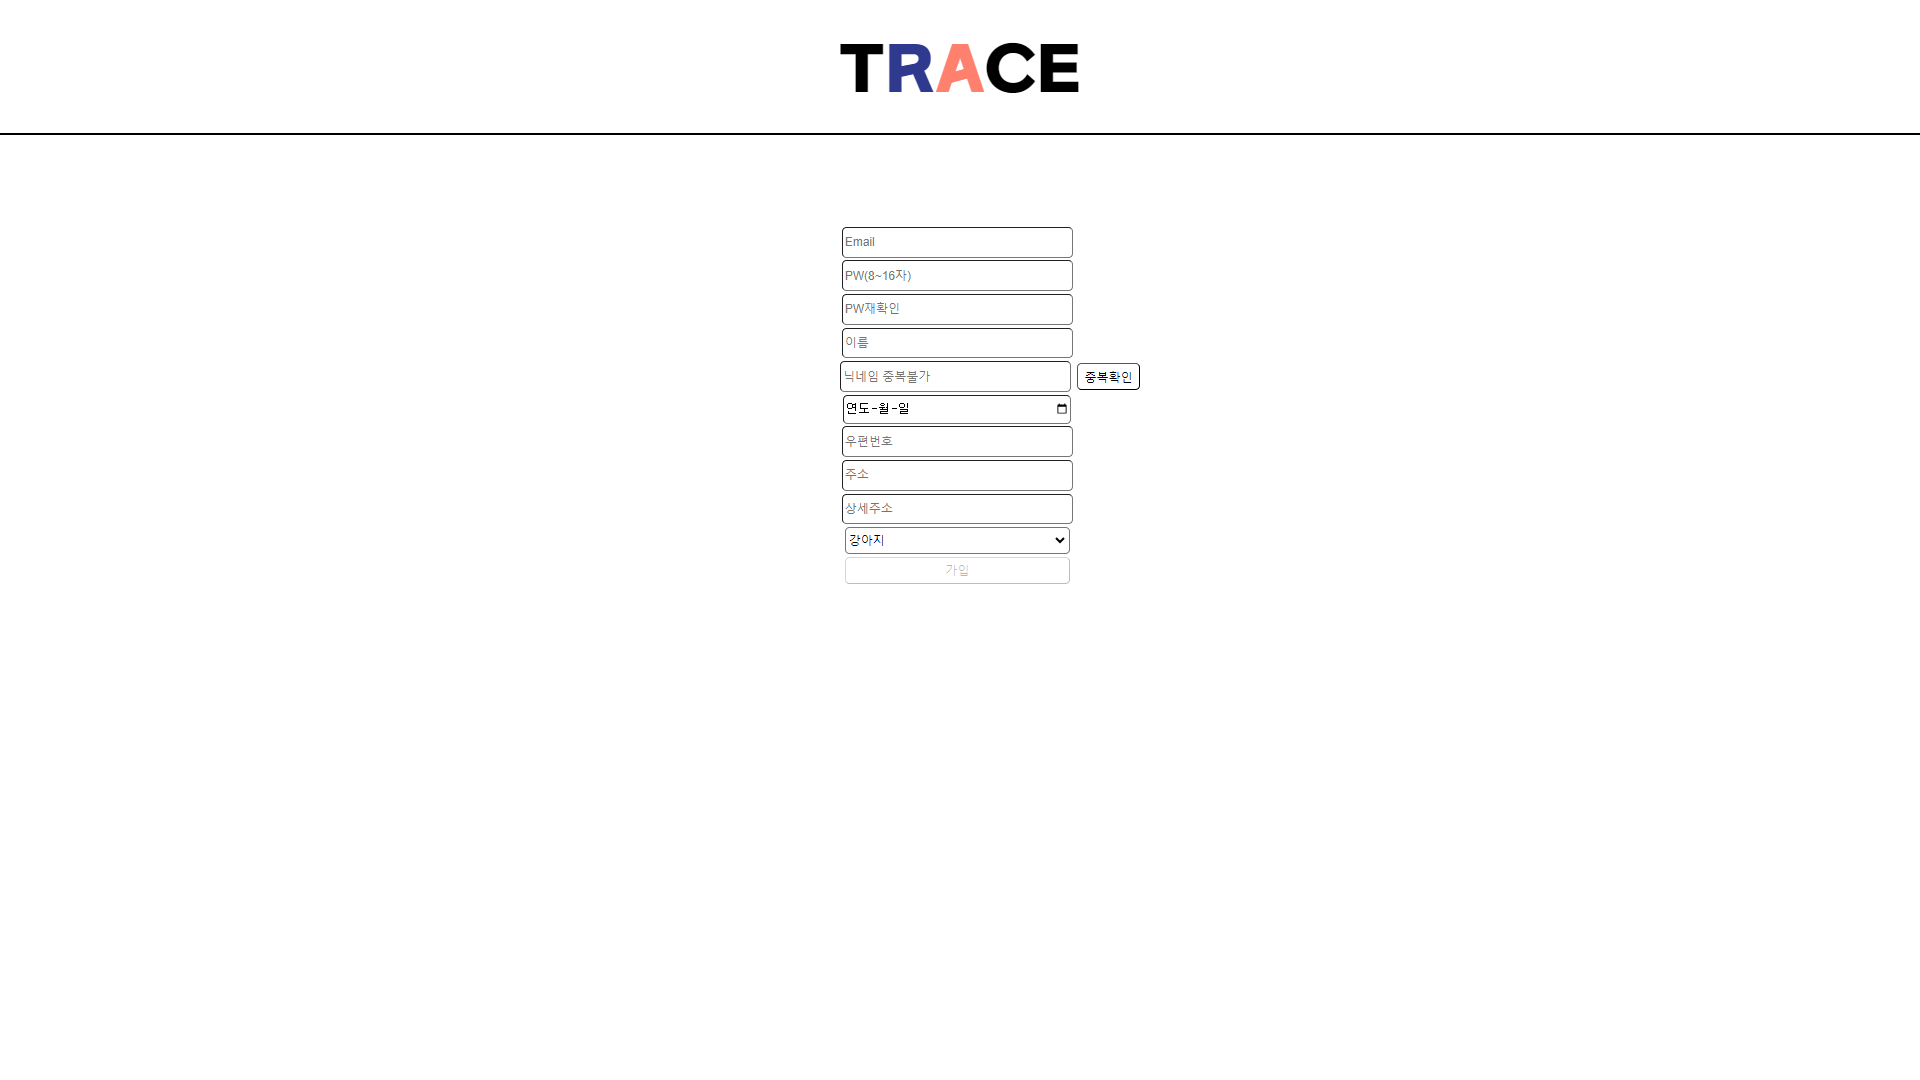 TRACE
Email
PW(8~16자)
PW재확인
이름
닉네임 중복불가 중복확인
연도-월-일
우편번호
주소
상세주소
강아지
가입